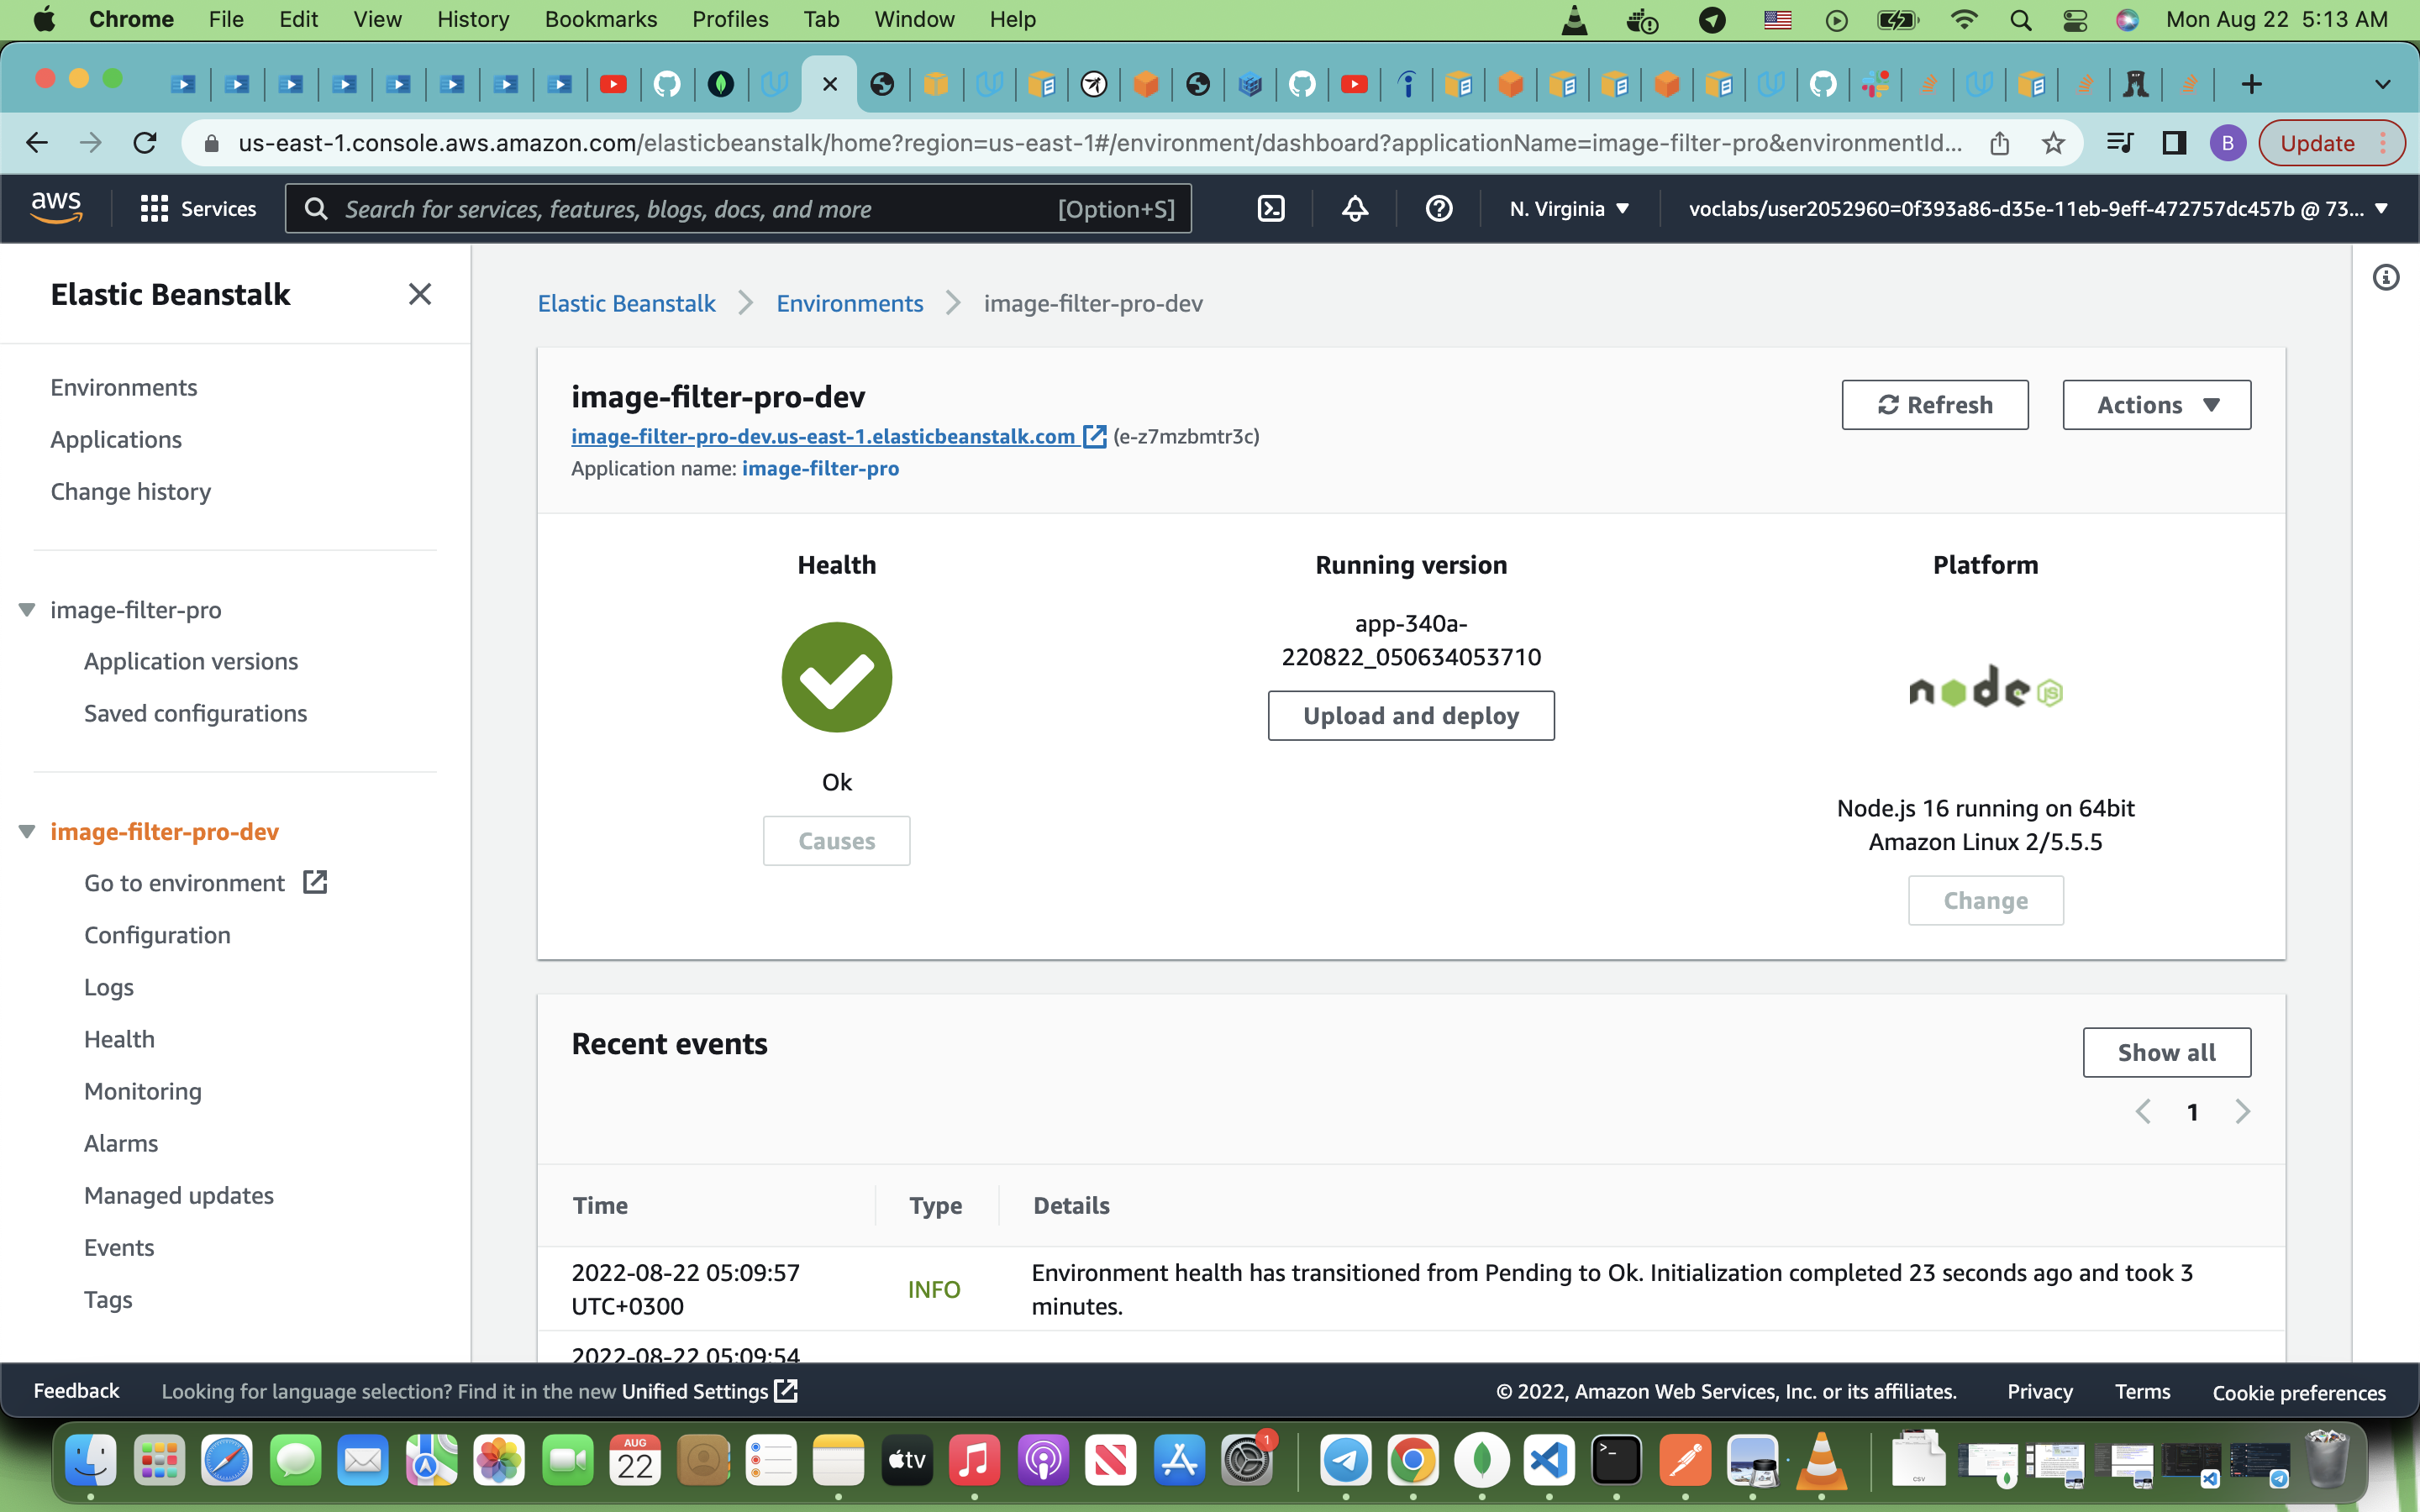 Chrome File Edit View History Bookmarks Profiles Tab Window Help Mon Aug 22 5:13 AM
us-east-1.console.aws.amazon.com/elasticbeanstalk/home?region=us-east-1#/environment/dashboard?applicationName=image-filter-pro&environmentId... B Update
aws Services Search for services, features, blogs, docs, and more [Option+S] N. Virginia voclabs/user2052960=0f393a86-d35e-11eb-9eff-472757dc457b @ 73...
Elastic Beanstalk
Environments
Applications
Change history
image-filter-pro
Application versions
Saved configurations
image-filter-pro-dev
Go to environment
Configuration
Logs
Health
Monitoring
Alarms
Managed updates
Events
Tags
Elastic Beanstalk Environments image-filter-pro-dev
image-filter-pro-dev
image-filter-pro-dev.us-east-1.elasticbeanstalk.com (e-z7mzbmtr3c)
Application name: image-filter-pro
Refresh
Actions
Health
Ok
Causes
Running version
app-340a-
220822_050634053710
Upload and deploy
Platform
node JS
Node.js 16 running on 64bit
Amazon Linux 2/5.5.5
Change
Recent events
Show all
1
Time Type Details
2022-08-22 05:09:57
UTC+0300
INFO
Environment health has transitioned from Pending to Ok. Initialization completed 23 seconds ago and took 3
minutes.
2022-08-22 05:09:54
Feedback Looking for language selection? Find it in the new Unified Settings © 2022, Amazon Web Services, Inc. or its affiliates. Privacy Terms Cookie preferences
AUG
22
tv
1
CSV